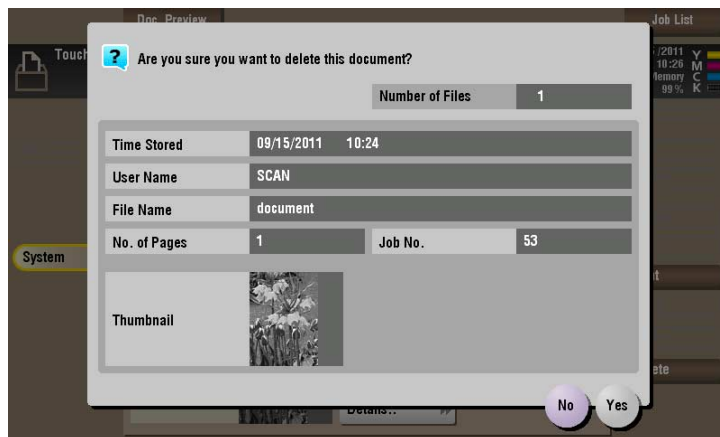 Doc. Preview
Job List
Touch
Are you sure you want to delete this document?
/2011
10:26
Memory
99%
Y
M
C
K
Number of Files 1
Time Stored 09/15/2011 10:24
User Name SCAN
File Name document
No. of Pages 1 Job No. 53
System
Thumbnail
No Yes
Details..